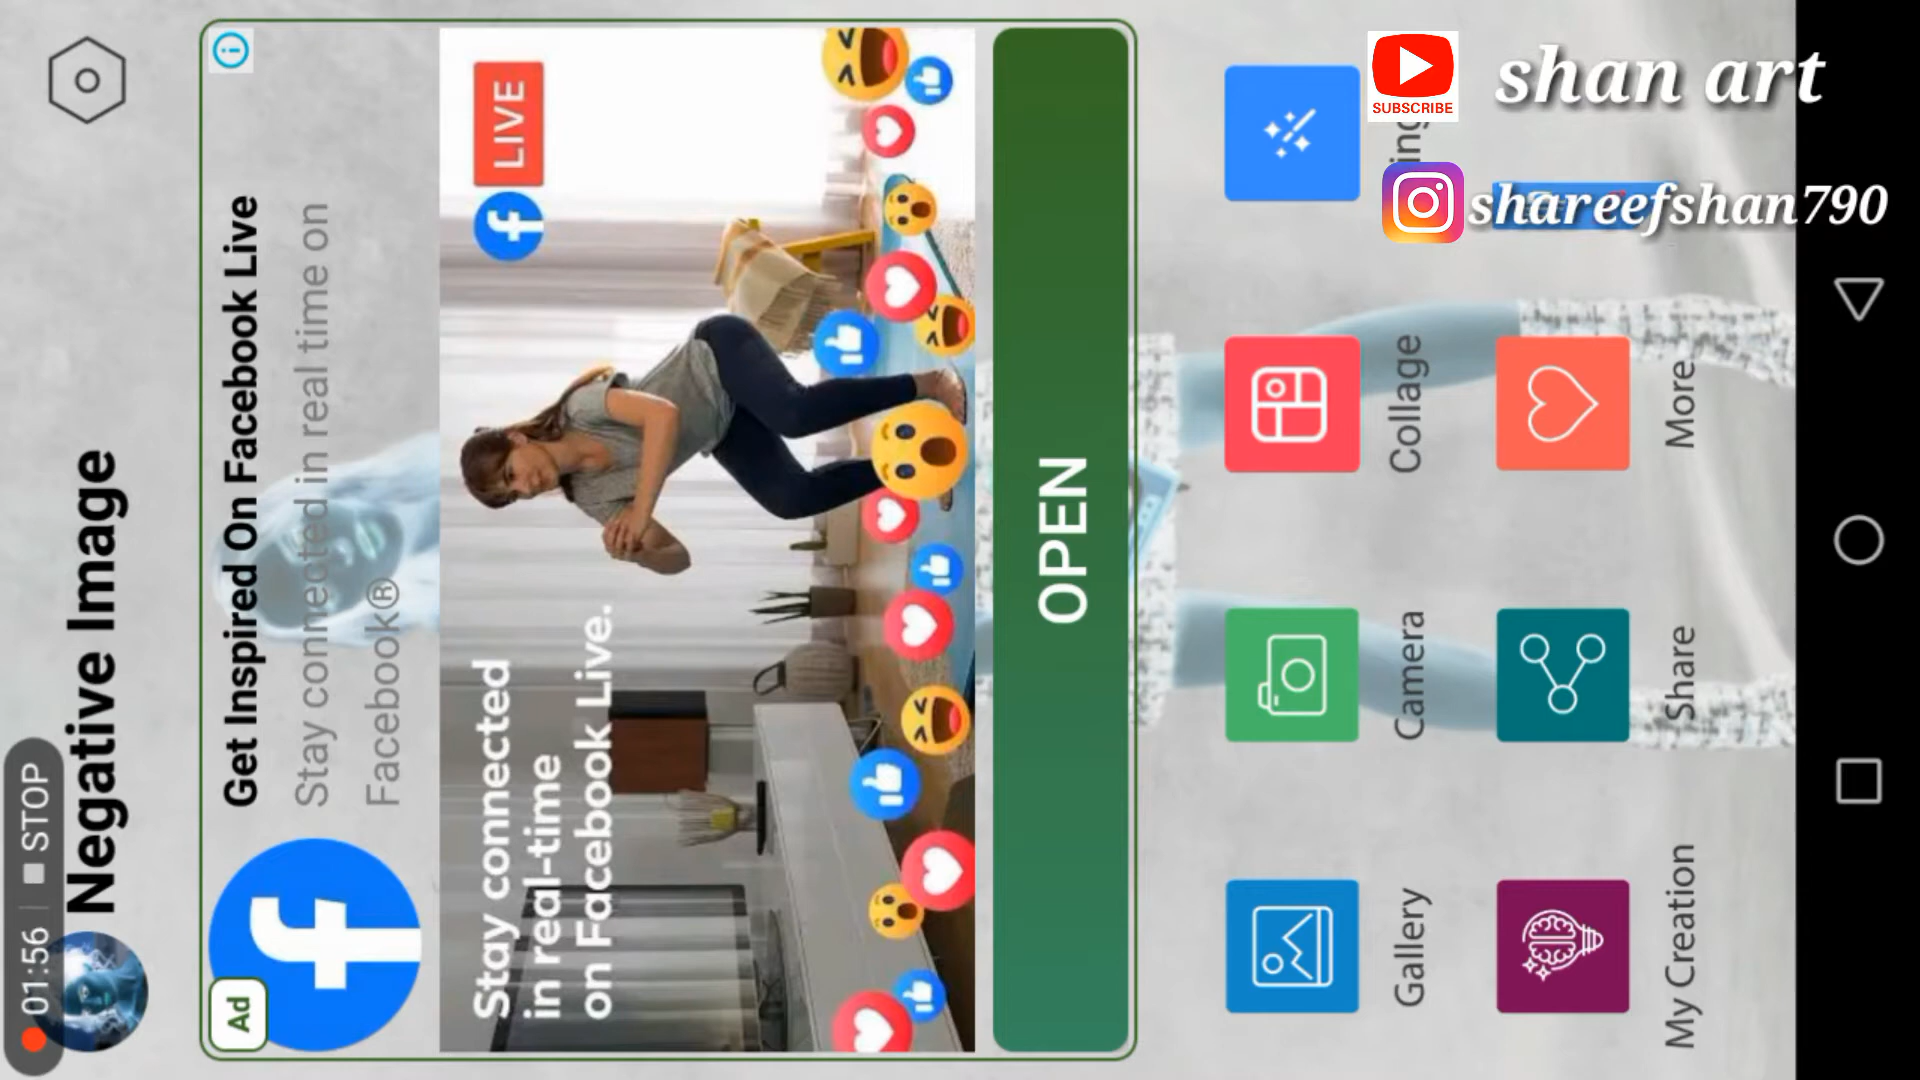 01:56 STOP
Negative Image
Ad
Get Inspired On Facebook Live
Stay connected in real time on
Facebook®
LIVE
Stay connected
in real-time
on Facebook Live.
OPEN
Gallery
Camera
Collage
My Creation
Share
More
SUBSCRIBE
shan art
shareefshan790